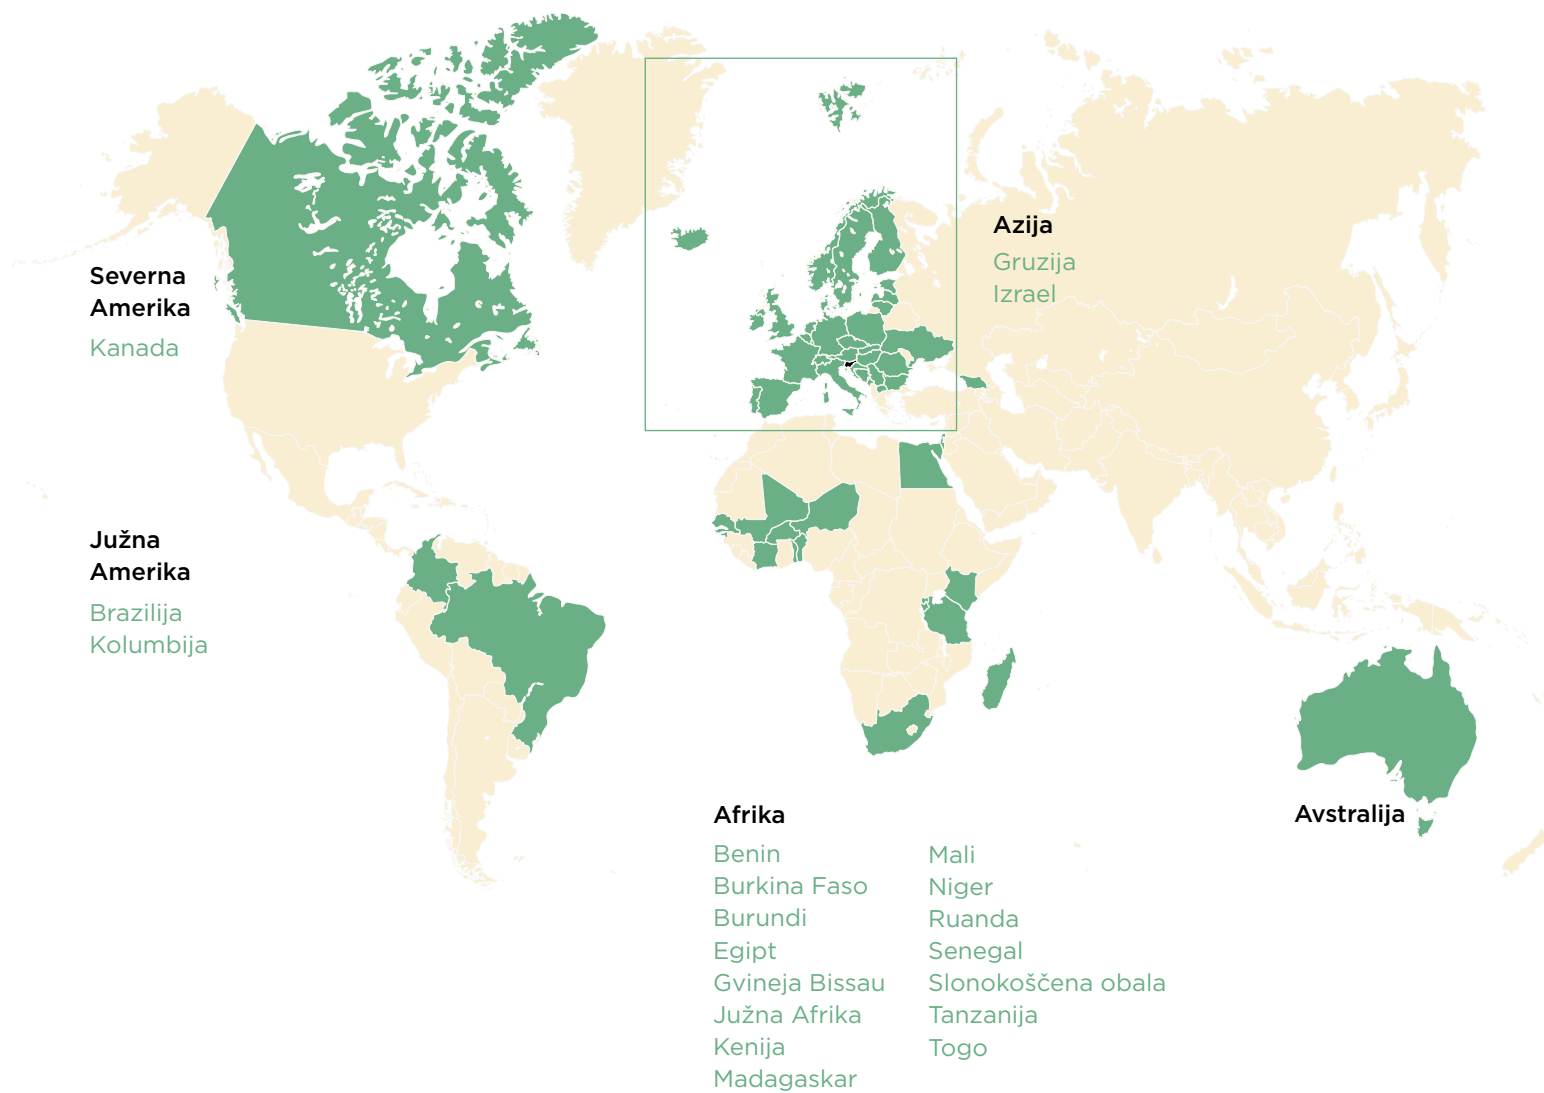 Severna
Amerika
Kanada
Južna
Amerika
Brazilija
Kolumbija
Azija
Gruzija
Izrael
Afrika
Benin
Burkina Faso
Burundi
Egipt
Gvineja Bissau
Južna Afrika
Kenija
Madagaskar
Mali
Niger
Ruanda
Senegal
Slonokoščena obala
Tanzanija
Togo
Avstralija